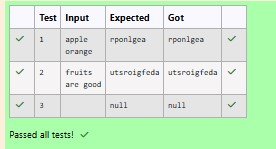 Test Input Expected Got
✓ 1 apple rponlgea rponlgea ✓
orange
✓ 2 fruits utsroigfeda utsroigfeda ✓
are good
✓ 3 null null ✓
Passed all tests! ✓